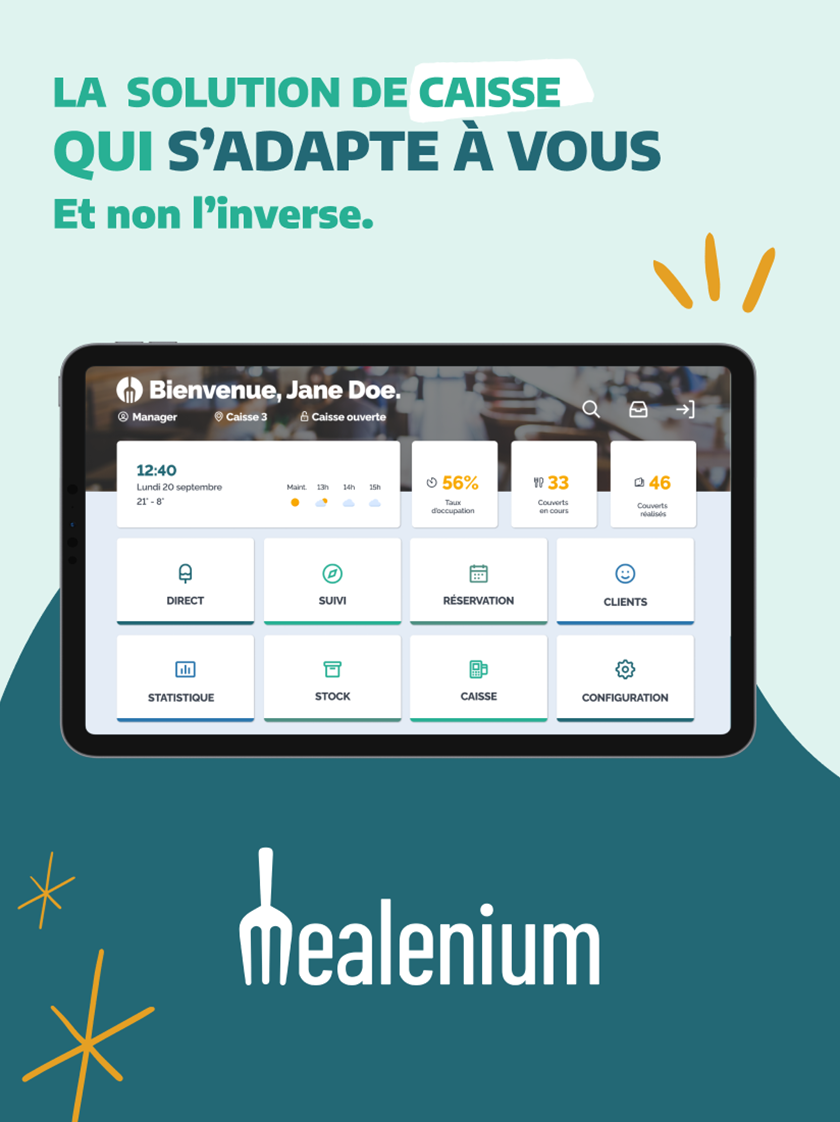 LA SOLUTION DE CAISSE
QUI S'ADAPTE À VOUS
Et non l'inverse.
Bienvenue, Jane Doe.
Manager Caisse 3 Caisse ouverte
12:40
Lundi 20 septembre
21° - 8°
Maint. 13h 14h 15h
56%
Taux
d'occupation
33
Couverts
en cours
46
Couverts
réalisés
DIRECT
SUIVI
RÉSERVATION
CLIENTS
STATISTIQUE
STOCK
CAISSE
CONFIGURATION
mealenium